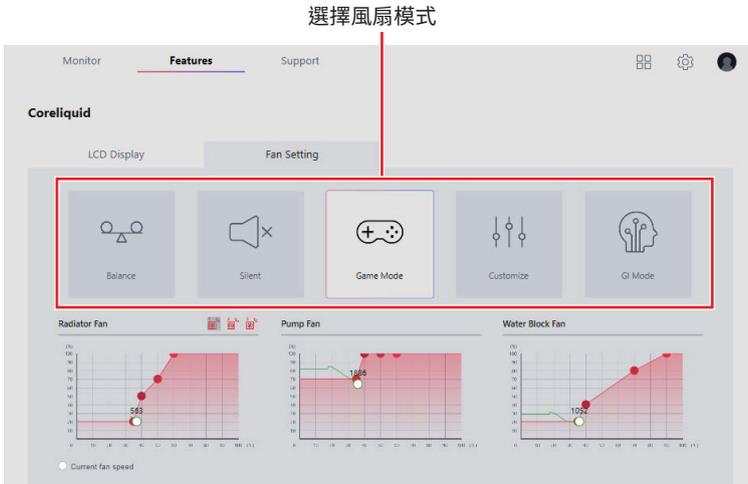 選擇風扇模式
Monitor Features Support
Coreliquid
LCD Display Fan Setting
Balance Silent Game Mode Customize GI Mode
Radiator Fan Pump Fan Water Block Fan
503 1886 1052
Current fan speed